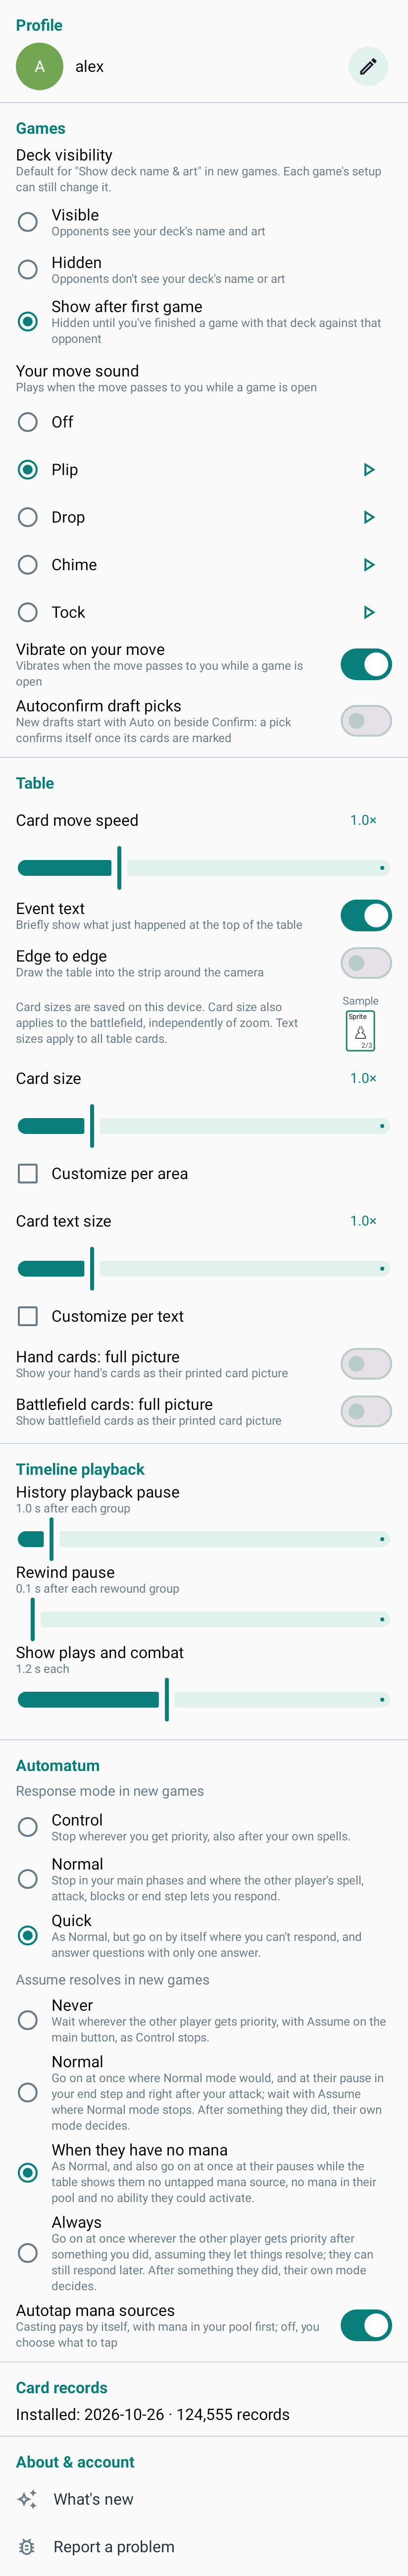 Profile
A
alex
Games
Deck visibility
Default for "Show deck name & art" in new games. Each game's setup
can still change it.
Visible
Opponents see your deck's name and art
Hidden
Opponents don't see your deck's name or art
Show after first game
Hidden until you've finished a game with that deck against that
opponent
Your move sound
Plays when the move passes to you while a game is open
Off
Plip
Drop
Chime
Tock
Vibrate on your move
Vibrates when the move passes to you while a game is
open
Autoconfirm draft picks
New drafts start with Auto on beside Confirm: a pick
confirms itself once its cards are marked
Table
Card move speed
1.0×
Event text
Briefly show what just happened at the top of the table
Edge to edge
Draw the table into the strip around the camera
Card sizes are saved on this device. Card size also
applies to the battlefield, independently of zoom. Text
sizes apply to all table cards.
Sample
Sprite
2/3
Card size
1.0×
Customize per area
Card text size
1.0×
Customize per text
Hand cards: full picture
Show your hand's cards as their printed card picture
Battlefield cards: full picture
Show battlefield cards as their printed card picture
Timeline playback
History playback pause
1.0 s after each group
Rewind pause
0.1 s after each rewound group
Show plays and combat
1.2 s each
Automatum
Response mode in new games
Control
Stop wherever you get priority, also after your own spells.
Normal
Stop in your main phases and where the other player's spell,
attack, blocks or end step lets you respond.
Quick
As Normal, but go on by itself where you can't respond, and
answer questions with only one answer.
Assume resolves in new games
Never
Wait wherever the other player gets priority, with Assume on the
main button, as Control stops.
Normal
Go on at once where Normal mode would, and at their pause in
your end step and right after your attack; wait with Assume
where Normal mode stops. After something they did, their own
mode decides.
When they have no mana
As Normal, and also go on at once at their pauses while the
table shows them no untapped mana source, no mana in their
pool and no ability they could activate.
Always
Go on at once wherever the other player gets priority after
something you did, assuming they let things resolve; they can
still respond later. After something they did, their own mode
decides.
Autotap mana sources
Casting pays by itself, with mana in your pool first; off, you
choose what to tap
Card records
Installed: 2026-10-26 · 124,555 records
About & account
What's new
Report a problem